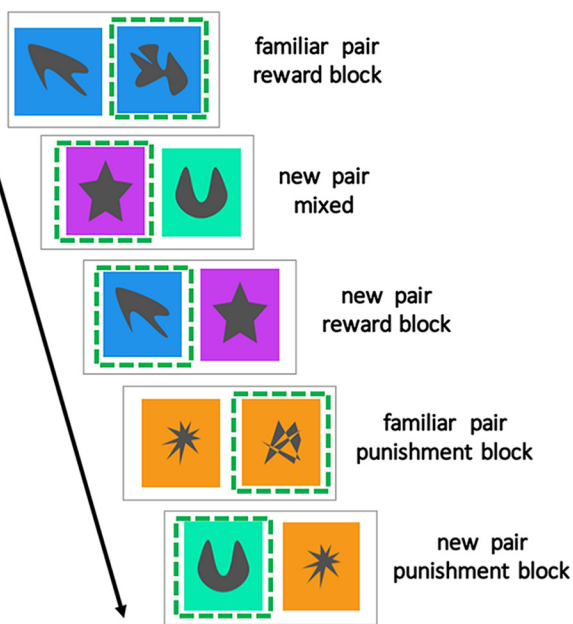 familiar pair
reward block
new pair
mixed
new pair
reward block
familiar pair
punishment block
new pair
punishment block